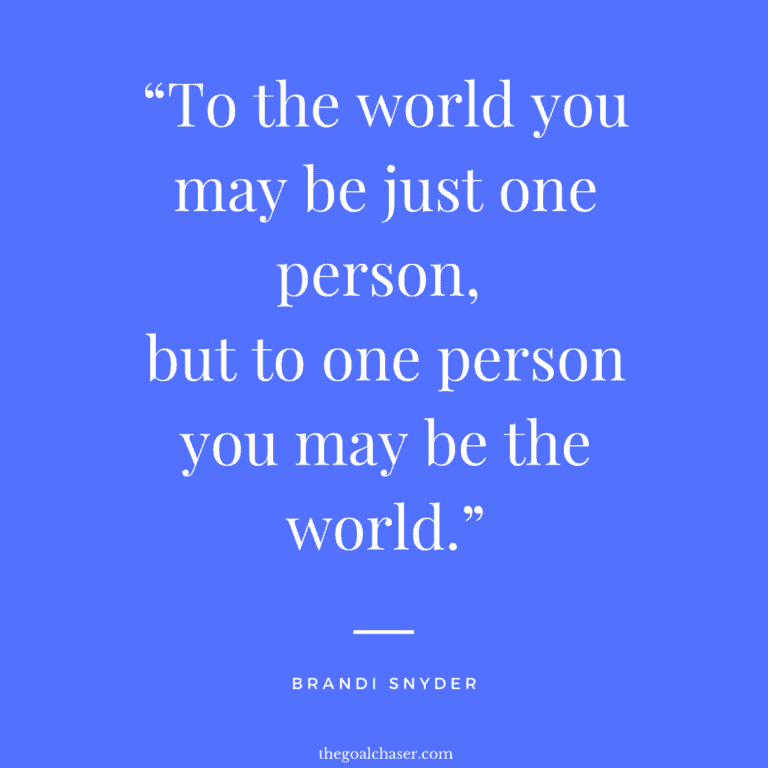 “To the world you
may be just one
person,
but to one person
you may be the
world.”
BRANDI SNYDER
thegoalchaser.com